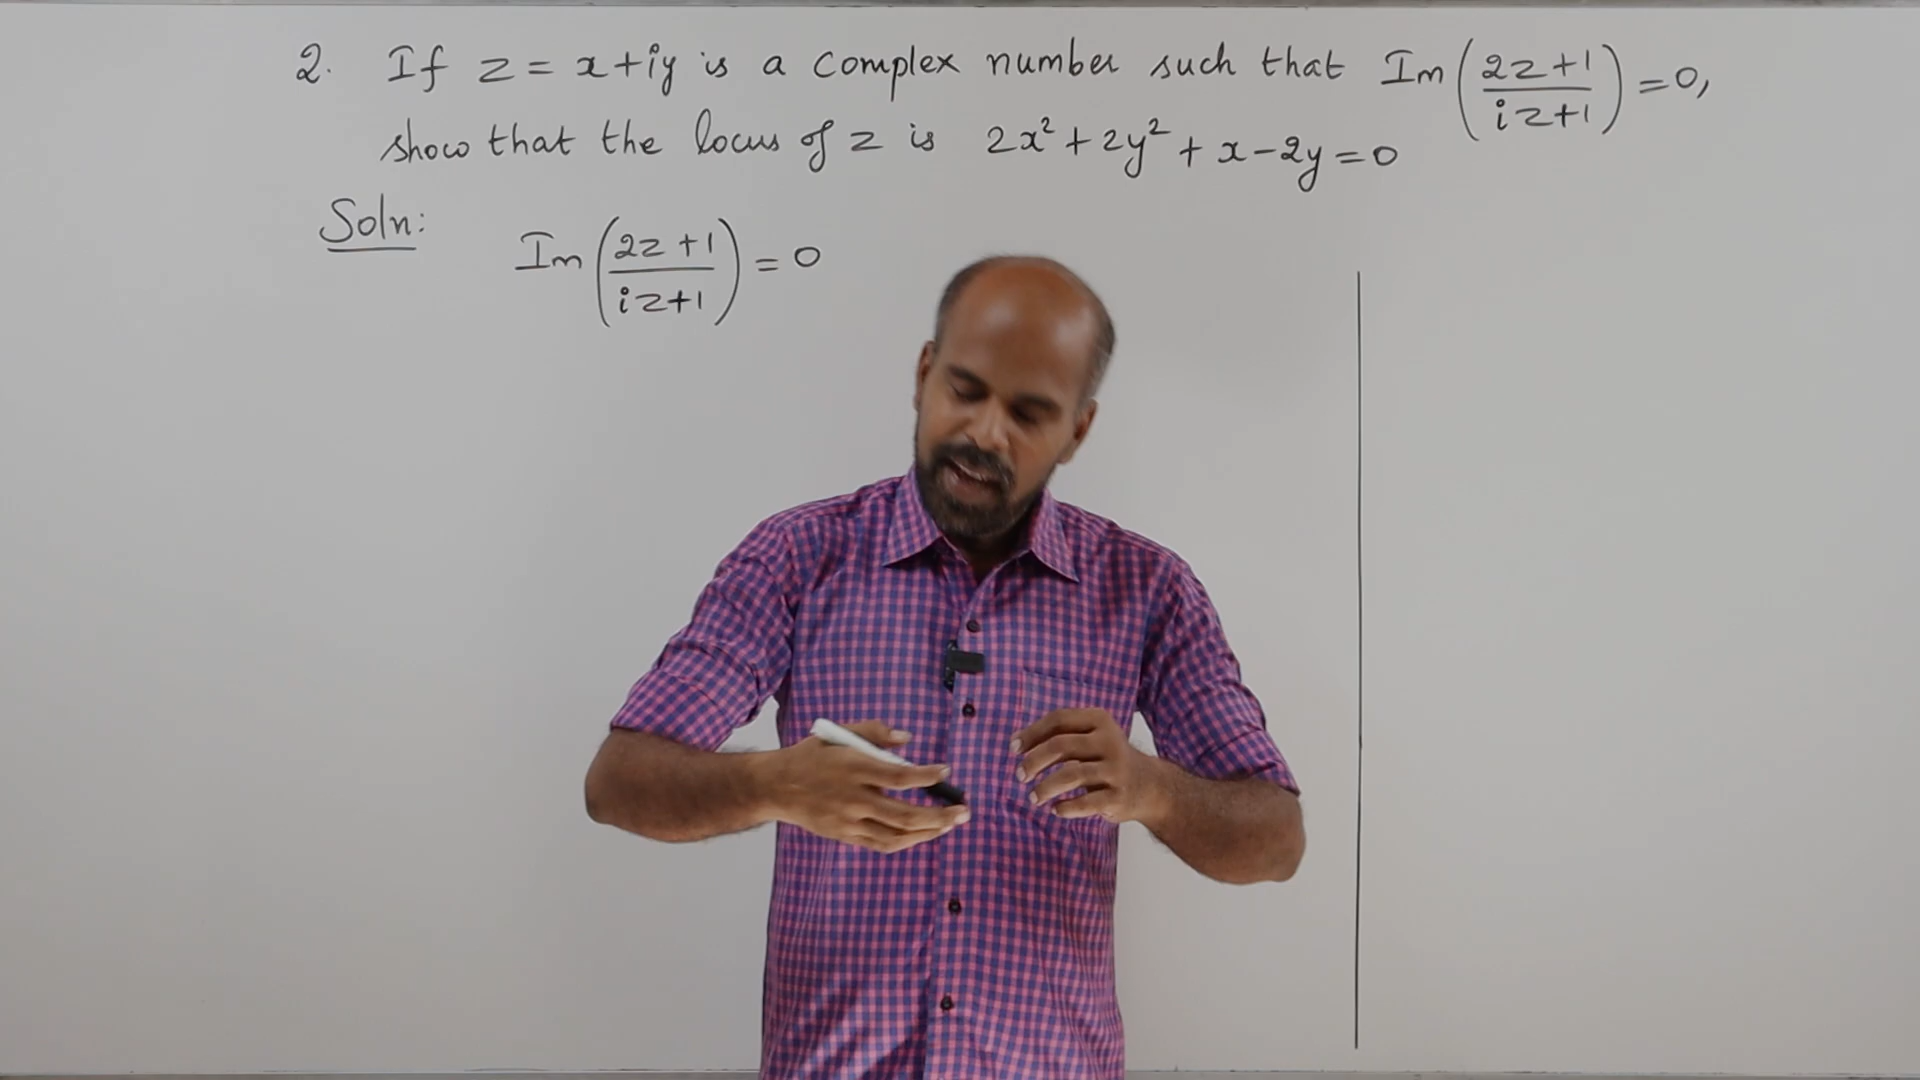 2. If z = x+iy is a complex number such that Im((2z+1)/(iz+1)) = 0,
show that the locus of z is 2x² + 2y² + x - 2y = 0
Soln: Im((2z+1)/(iz+1)) = 0